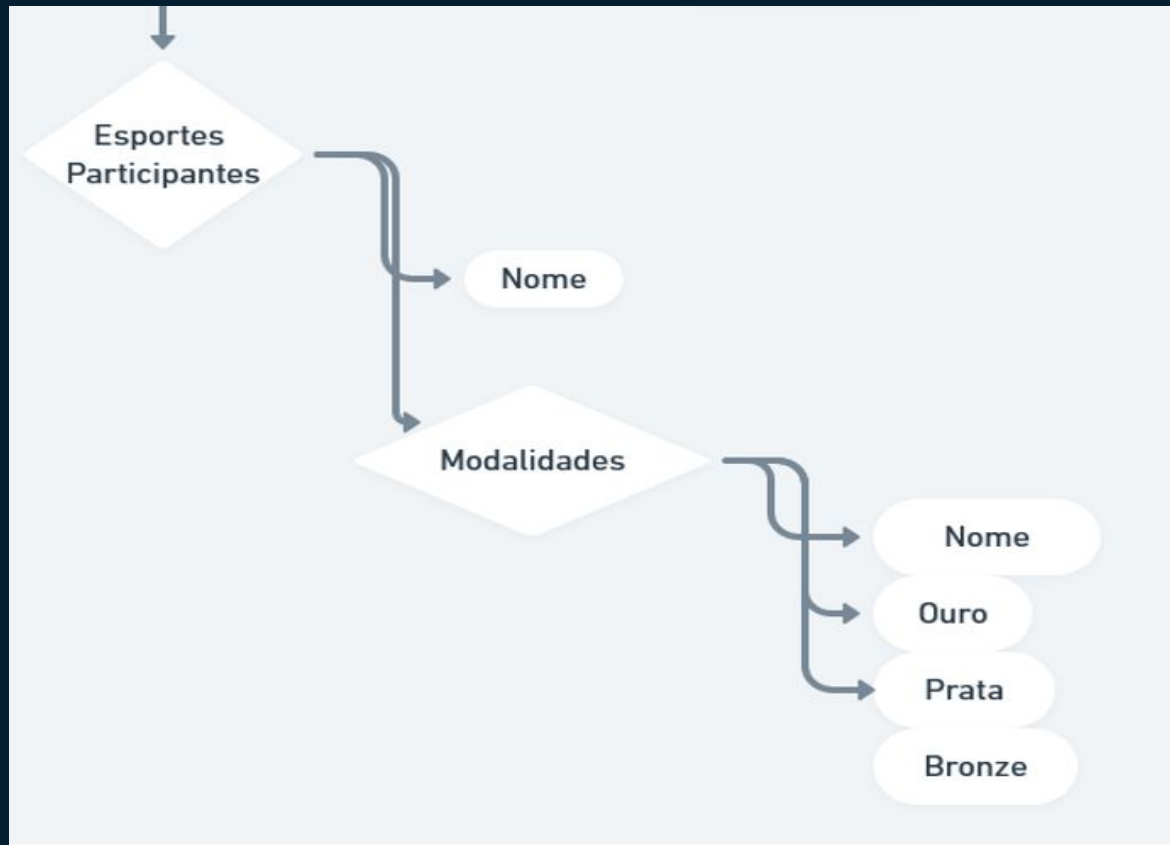 Esportes
Participantes
Nome
Modalidades
Nome
Ouro
Prata
Bronze